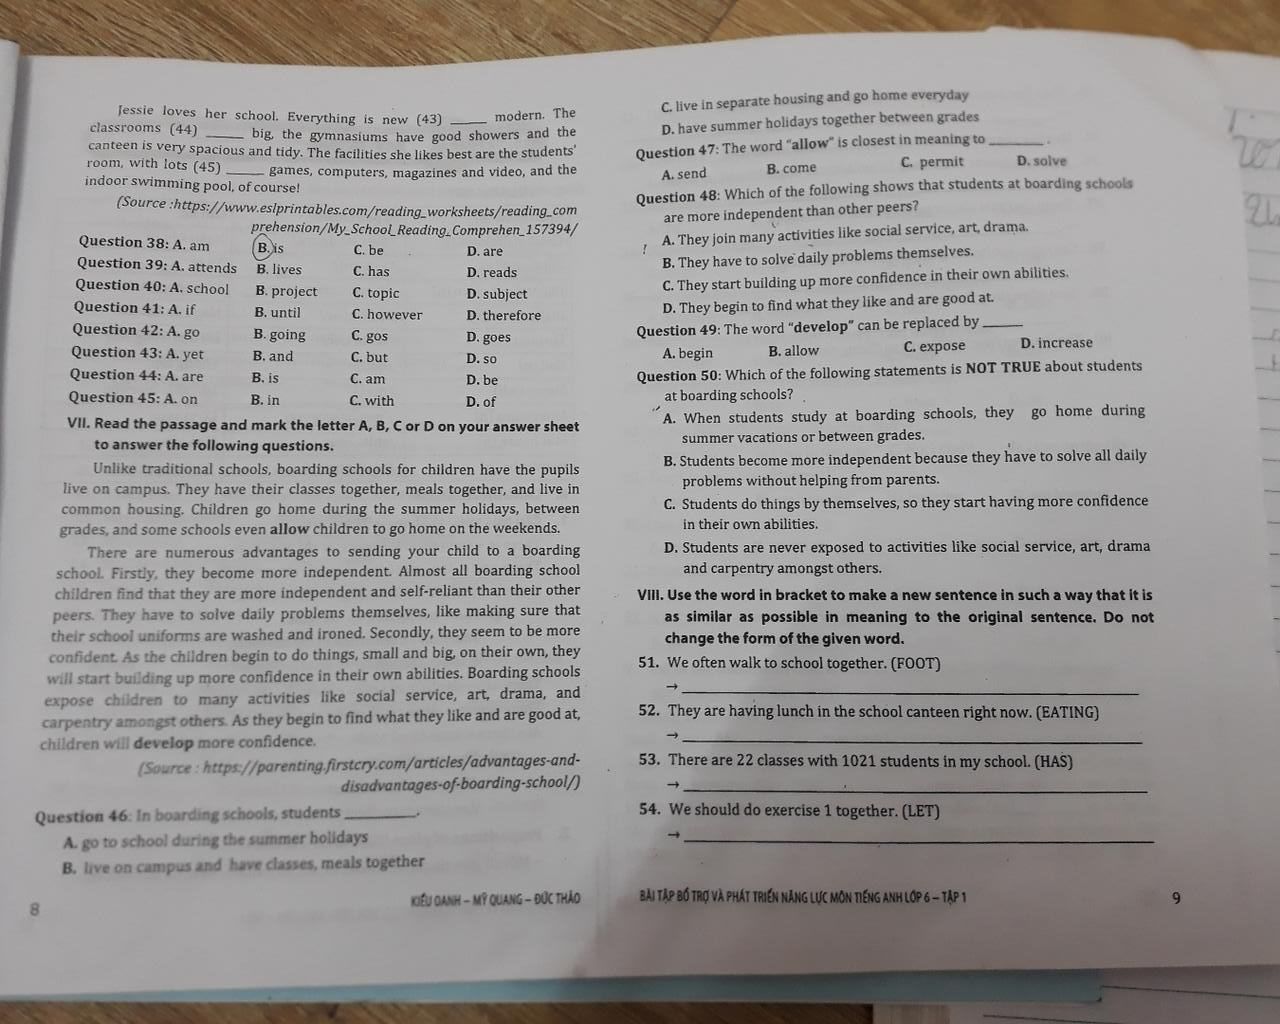 Jessie loves her school. Everything is new (43) _____ modern. The
classrooms (44) _____ big, the gymnasiums have good showers and the
canteen is very spacious and tidy. The facilities she likes best are the students'
room, with lots (45) _____ games, computers, magazines and video, and the
indoor swimming pool, of course!
(Source :https://www.eslprintables.com/reading_worksheets/reading_com
prehension/My_School_Reading_Comprehen_157394/
Question 38: A. am B. is C. be D. are
Question 39: A. attends B. lives C. has D. reads
Question 40: A. school B. project C. topic D. subject
Question 41: A. if B. until C. however D. therefore
Question 42: A. go B. going C. gos D. goes
Question 43: A. yet B. and C. but D. so
Question 44: A. are B. is C. am D. be
Question 45: A. on B. in C. with D. of
VII. Read the passage and mark the letter A, B, C or D on your answer sheet
to answer the following questions.
Unlike traditional schools, boarding schools for children have the pupils
live on campus. They have their classes together, meals together, and live in
common housing. Children go home during the summer holidays, between
grades, and some schools even allow children to go home on the weekends.
There are numerous advantages to sending your child to a boarding
school. Firstly, they become more independent. Almost all boarding school
children find that they are more independent and self-reliant than their other
peers. They have to solve daily problems themselves, like making sure that
their school uniforms are washed and ironed. Secondly, they seem to be more
confident. As the children begin to do things, small and big, on their own, they
will start building up more confidence in their own abilities. Boarding schools
expose children to many activities like social service, art, drama, and
carpentry amongst others. As they begin to find what they like and are good at,
children will develop more confidence.
(Source : https://parenting.firstcry.com/articles/advantages-and-
disadvantages-of-boarding-school/)
Question 46: In boarding schools, students _____.
A. go to school during the summer holidays
B. live on campus and have classes, meals together
8 KIỀU OANH – MỸ QUANG – ĐỨC THẢO
C. live in separate housing and go home everyday
D. have summer holidays together between grades
Question 47: The word "allow" is closest in meaning to _____.
A. send B. come C. permit D. solve
Question 48: Which of the following shows that students at boarding schools
are more independent than other peers?
A. They join many activities like social service, art, drama.
B. They have to solve daily problems themselves.
C. They start building up more confidence in their own abilities.
D. They begin to find what they like and are good at.
Question 49: The word "develop" can be replaced by _____
A. begin B. allow C. expose D. increase
Question 50: Which of the following statements is NOT TRUE about students
at boarding schools?
A. When students study at boarding schools, they go home during
summer vacations or between grades.
B. Students become more independent because they have to solve all daily
problems without helping from parents.
C. Students do things by themselves, so they start having more confidence
in their own abilities.
D. Students are never exposed to activities like social service, art, drama
and carpentry amongst others.
VIII. Use the word in bracket to make a new sentence in such a way that it is
as similar as possible in meaning to the original sentence. Do not
change the form of the given word.
51. We often walk to school together. (FOOT)
→ _____
52. They are having lunch in the school canteen right now. (EATING)
→ _____
53. There are 22 classes with 1021 students in my school. (HAS)
→ _____
54. We should do exercise 1 together. (LET)
→ _____
BÀI TẬP BỔ TRỢ VÀ PHÁT TRIỂN NĂNG LỰC MÔN TIẾNG ANH LỚP 6 – TẬP 1 9